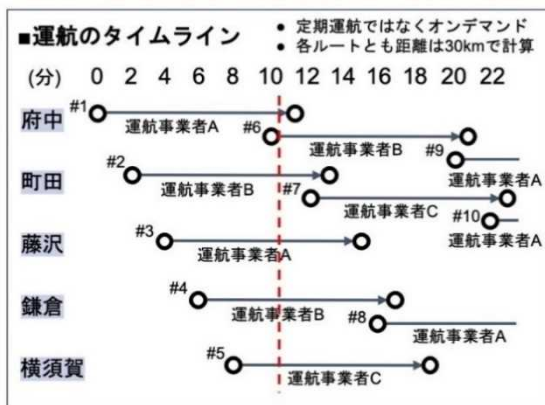 ■運航のタイムライン
● 定期運航ではなくオンデマンド
● 各ルートとも距離は30kmで計算
(分) 0 2 4 6 8 10 12 14 16 18 20 22
府中
#1
運航事業者A
#6
運航事業者B
#9
運航事業者A
町田
#2
運航事業者B
#7
運航事業者C
#10
運航事業者A
藤沢
#3
運航事業者A
鎌倉
#4
運航事業者B
#8
運航事業者A
横須賀
#5
運航事業者C